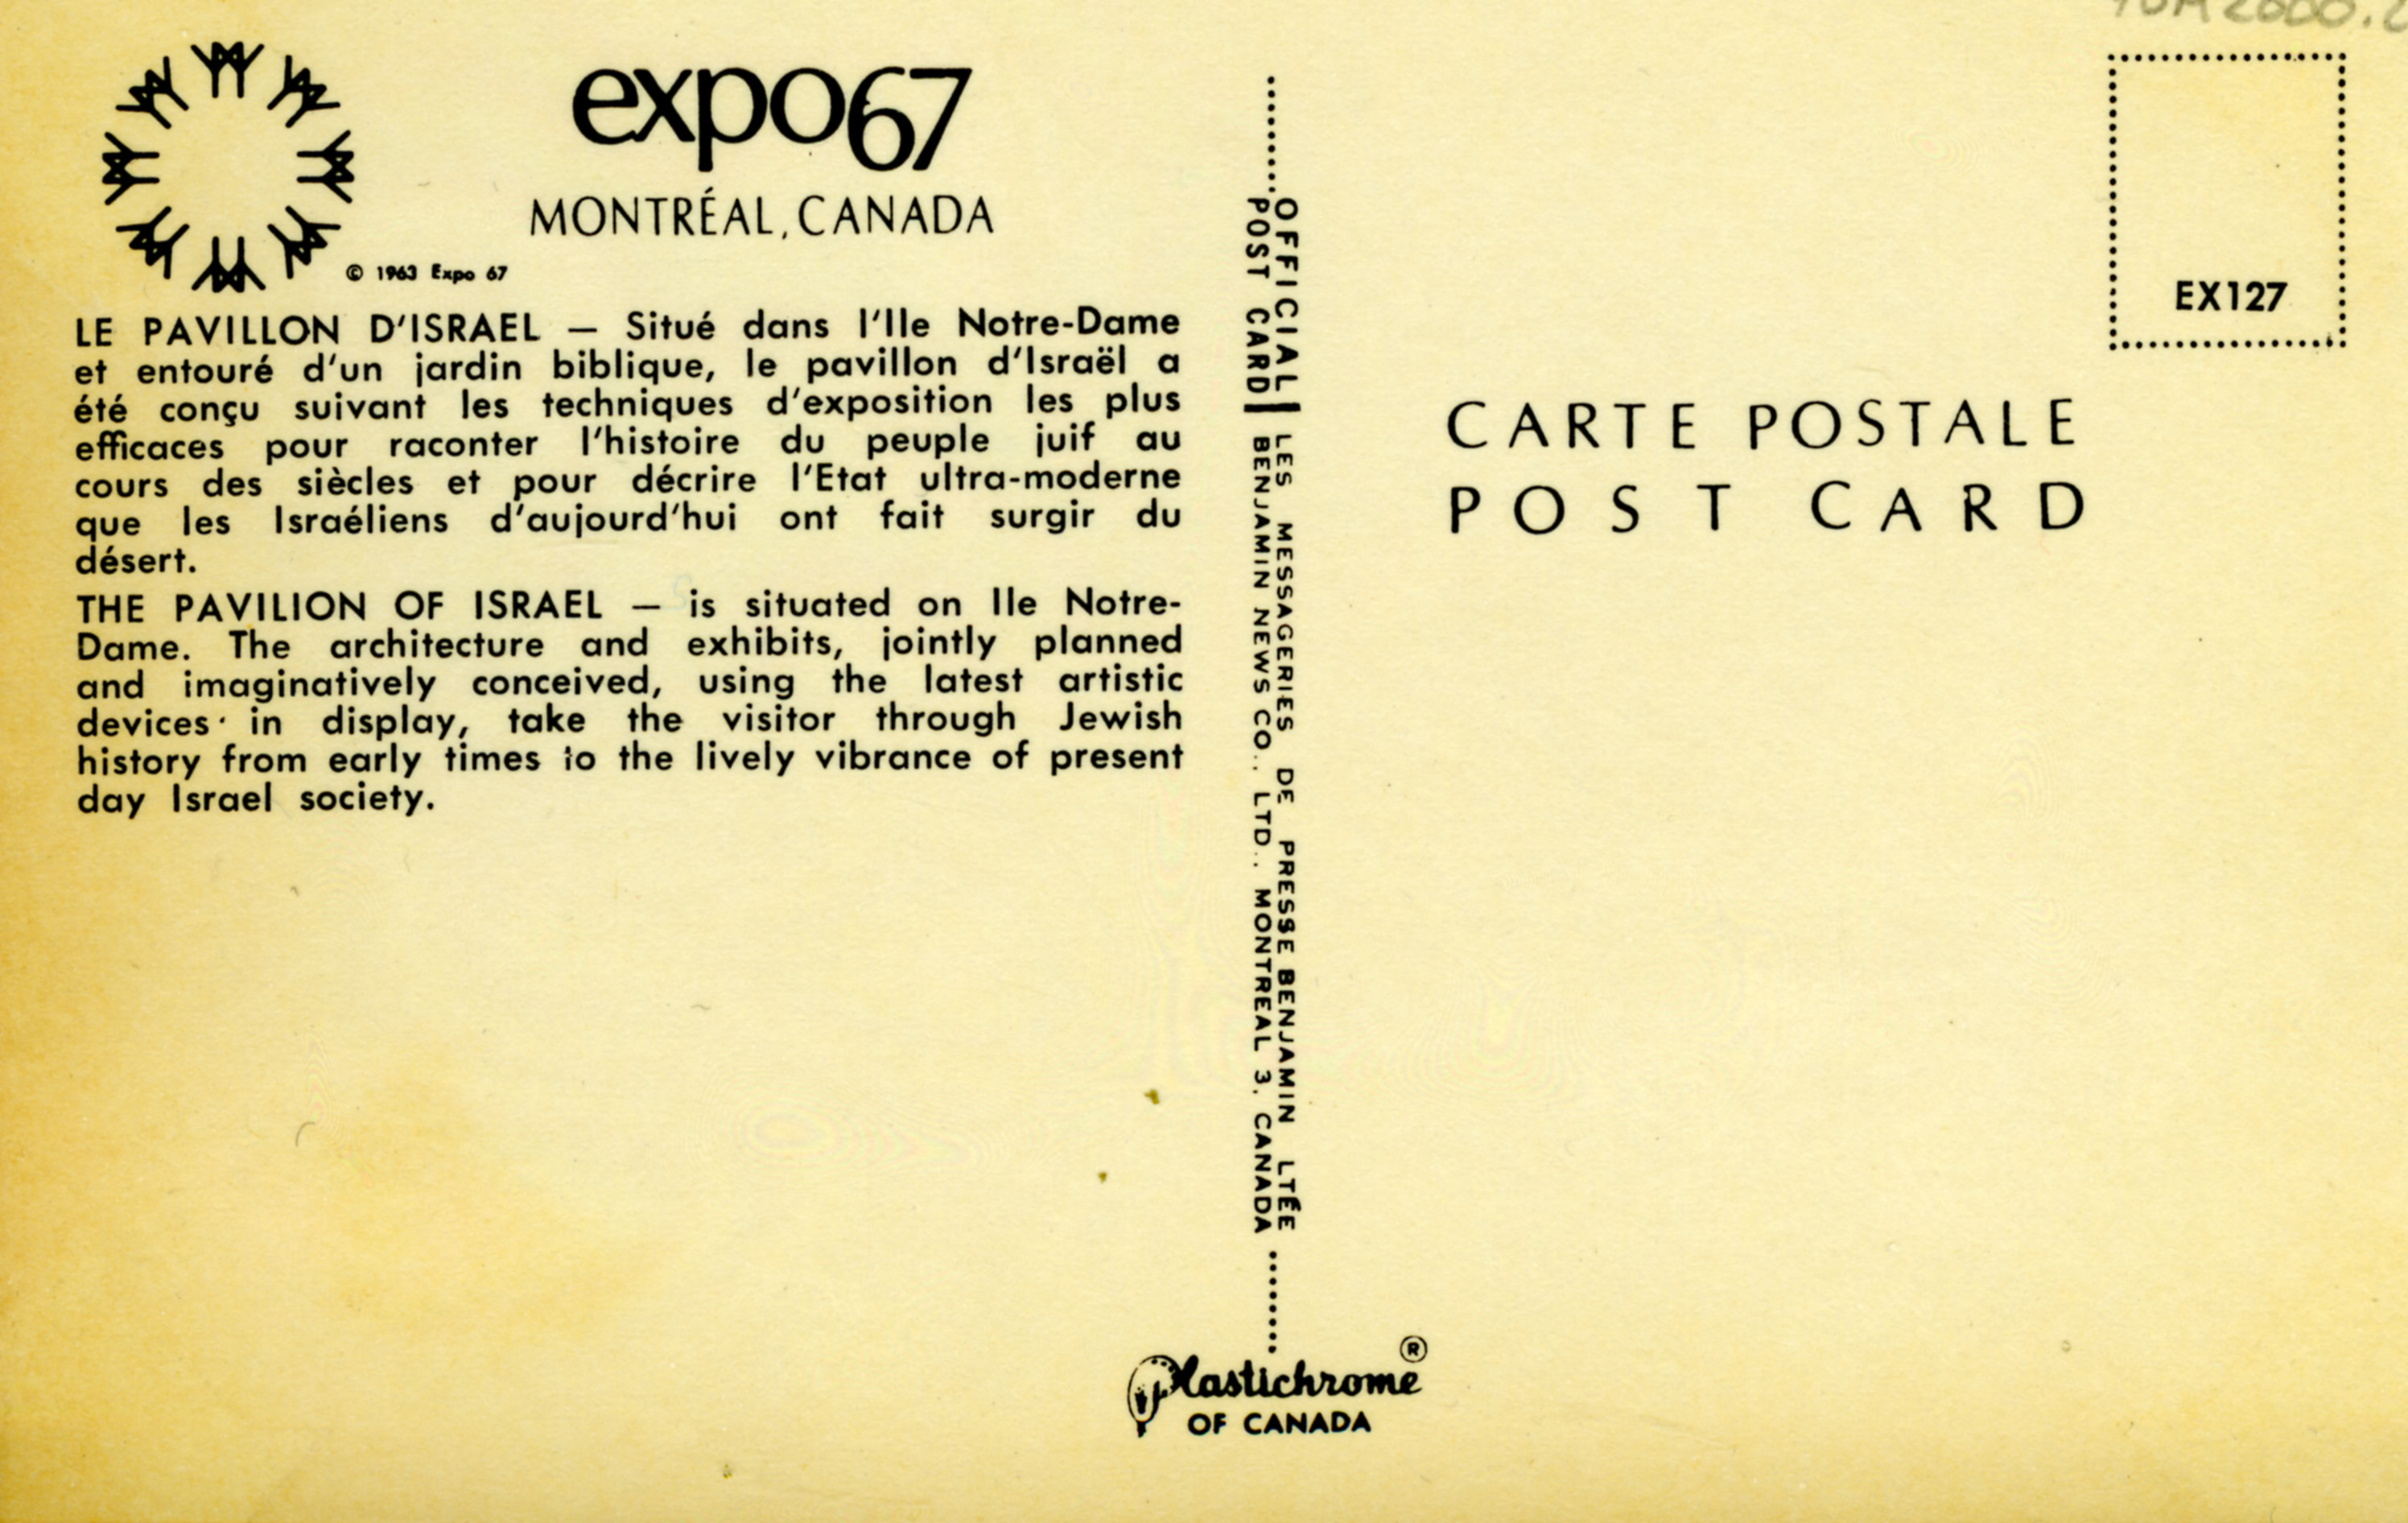 expo67
MONTRÉAL, CANADA
© 1963 Expo 67
LE PAVILLON D'ISRAEL — Situé dans l'Ile Notre-Dame
et entouré d'un jardin biblique, le pavillon d'Israël a
été conçu suivant les techniques d'exposition les plus
efficaces pour raconter l'histoire du peuple juif au
cours des siècles et pour décrire l'Etat ultra-moderne
que les Israéliens d'aujourd'hui ont fait surgir du
désert.
THE PAVILION OF ISRAEL — is situated on Ile Notre-
Dame. The architecture and exhibits, jointly planned
and imaginatively conceived, using the latest artistic
devices in display, take the visitor through Jewish
history from early times to the lively vibrance of present
day Israel society.
OFFICIAL
POST CARD
LES MESSAGERIES DE PRESSE BENJAMIN LTÉE
BENJAMIN NEWS CO., LTD., MONTREAL 3, CANADA
Plastichrome ®
OF CANADA
EX127
CARTE POSTALE
POST CARD